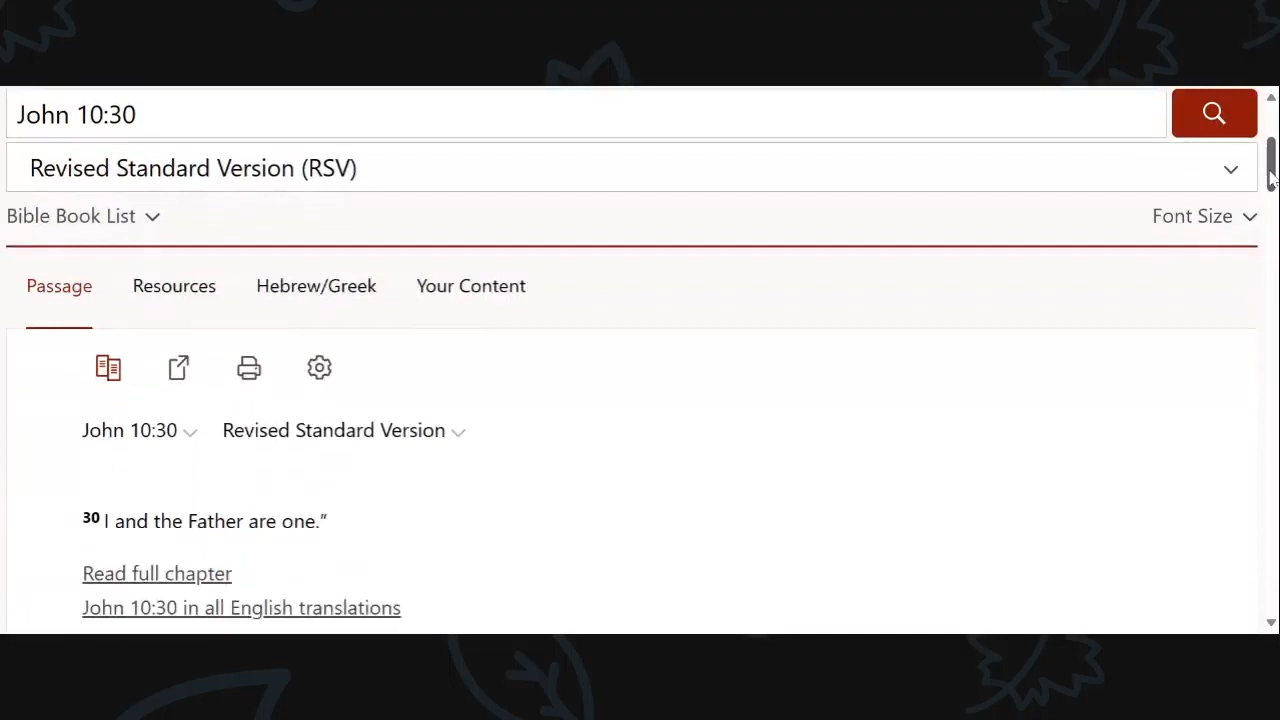 John 10:30
Revised Standard Version (RSV)
Bible Book List Font Size
Passage Resources Hebrew/Greek Your Content
John 10:30 Revised Standard Version
30 I and the Father are one.”
Read full chapter
John 10:30 in all English translations